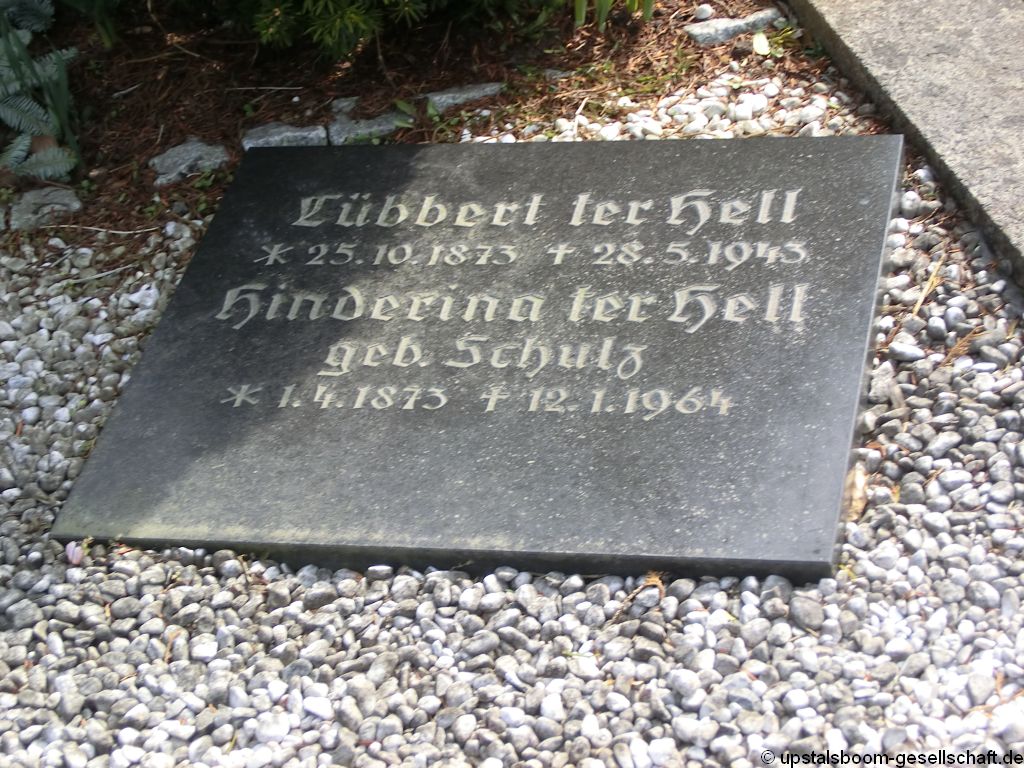 Lübbert ter Hell
* 25.10.1873 † 28.5.1943
Hinderina ter Hell
geb. Schulz
* 1.4.1873 † 12.1.1964
© upstalsboom-gesellschaft.de